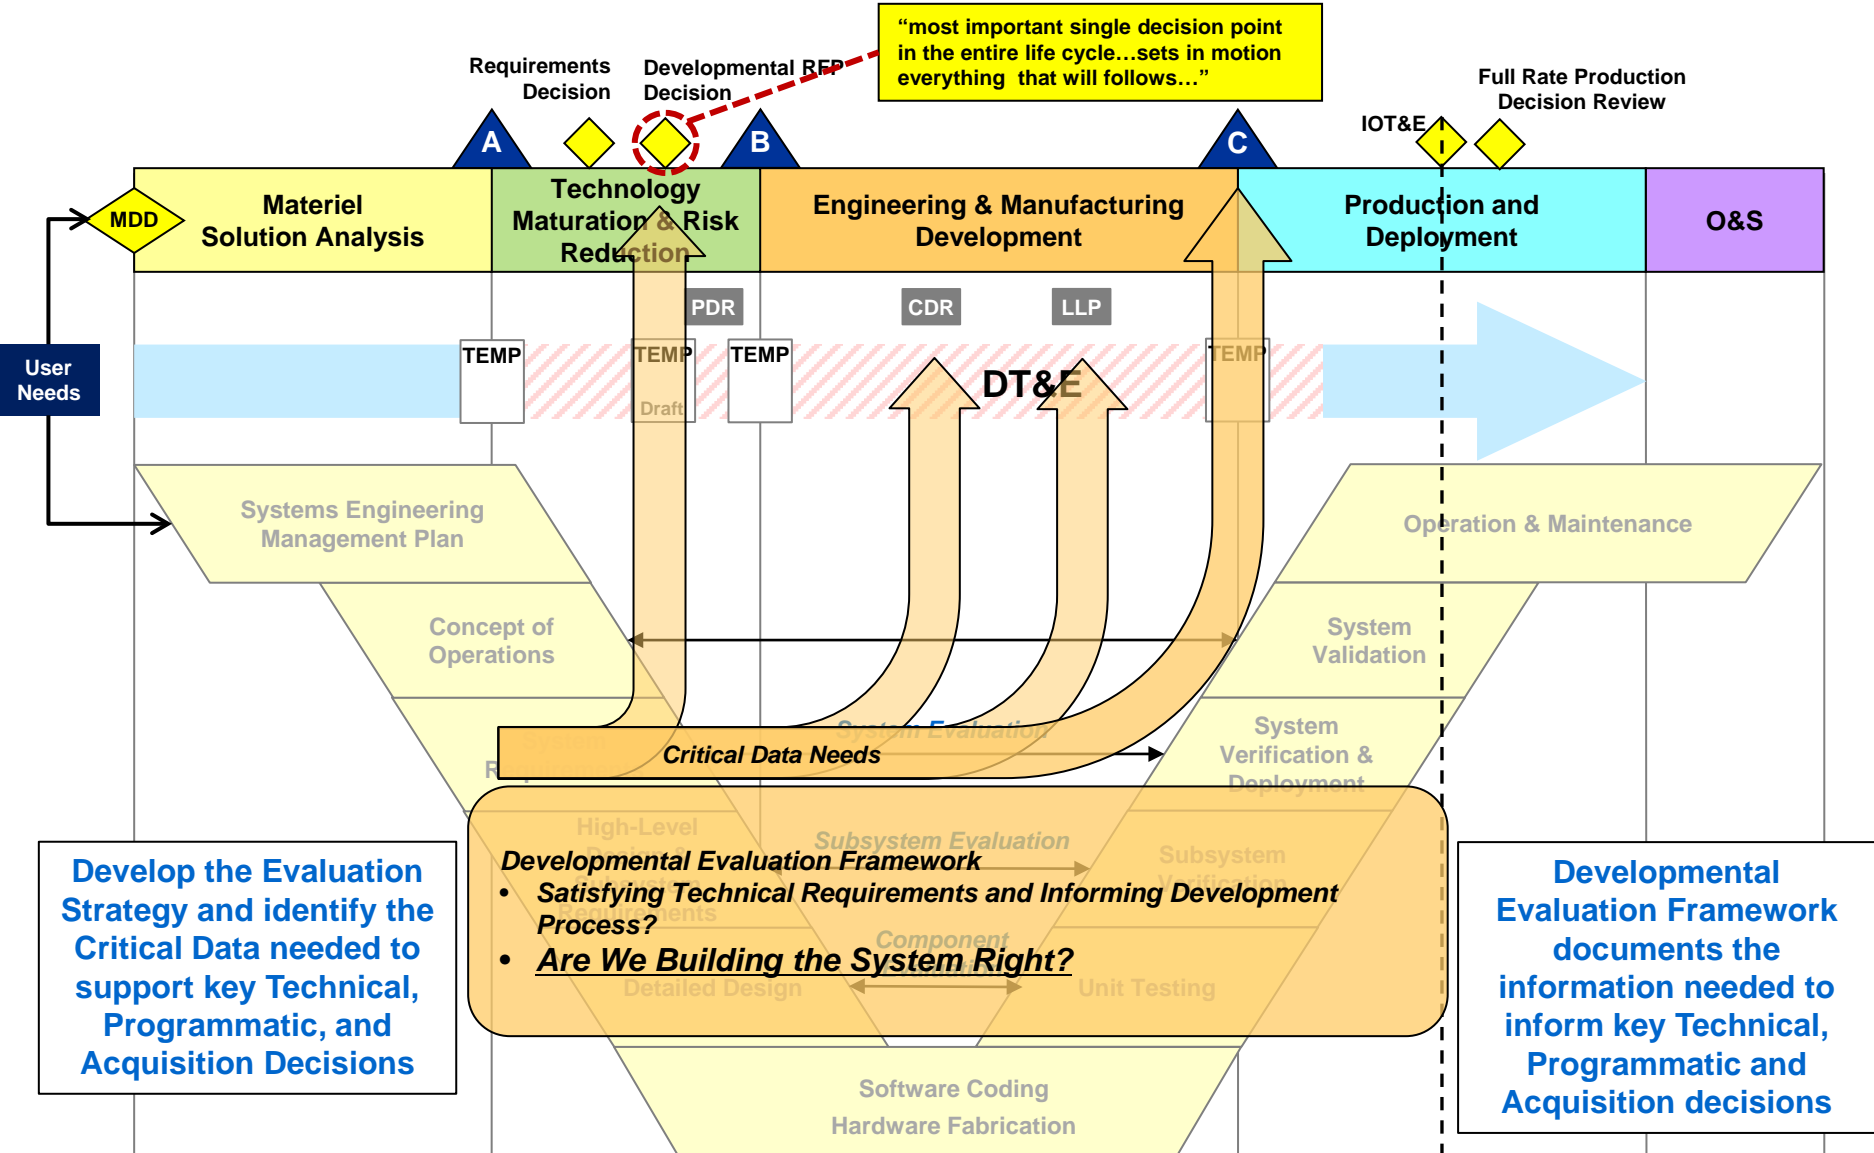 “most important single decision point
in the entire life cycle…sets in motion
everything  that will follows…”
Requirements
Decision
Developmental RFP
Decision
Full Rate Production
Decision Review
IOT&E
A
B
C
MDD
Materiel
Solution Analysis
Technology
Maturation & Risk
Reduction
Engineering & Manufacturing
Development
Production and
Deployment
O&S
PDR
CDR
LLP
User
Needs
TEMP
TEMP
Draft
TEMP
DT&E
TEMP
Systems Engineering
Management Plan
Operation & Maintenance
Concept of
Operations
System
Validation
System
Verification &
Deployment
System Evaluation
System
Critical Data Needs
High-Level
Design &
Subsystem
Requirements
Subsystem Evaluation
Subsystem
Verification
Developmental Evaluation Framework
• Satisfying Technical Requirements and Informing Development
Process?
• Are We Building the System Right?
Component
Evaluation
Detailed Design
Unit Testing
Software Coding
Hardware Fabrication
Develop the Evaluation
Strategy and identify the
Critical Data needed to
support key Technical,
Programmatic, and
Acquisition Decisions
Developmental
Evaluation Framework
documents the
information needed to
inform key Technical,
Programmatic and
Acquisition decisions